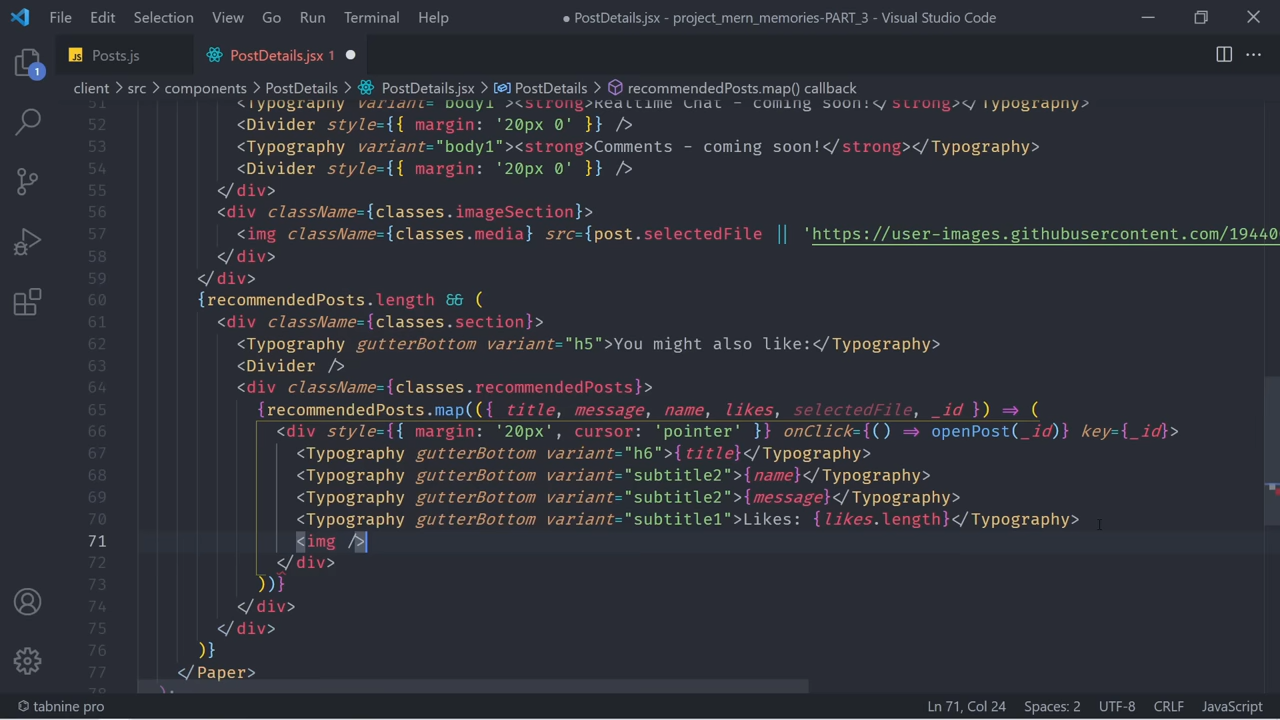 File Edit Selection View Go Run Terminal Help ● PostDetails.jsx - project_mern_memories-PART_3 - Visual Studio Code
JS Posts.js PostDetails.jsx 1 ●
1
client > src > components > PostDetails > PostDetails.jsx > PostDetails > recommendedPosts.map() callback
51 <Typography variant="body1"><strong>Realtime Chat - coming soon!</strong></Typography>
52 <Divider style={{ margin: '20px 0' }} />
53 <Typography variant="body1"><strong>Comments - coming soon!</strong></Typography>
54 <Divider style={{ margin: '20px 0' }} />
55 </div>
56 <div className={classes.imageSection}>
57 <img className={classes.media} src={post.selectedFile || 'https://user-images.githubusercontent.com/19440
58 </div>
59 </div>
60 {recommendedPosts.length && (
61 <div className={classes.section}>
62 <Typography gutterBottom variant="h5">You might also like:</Typography>
63 <Divider />
64 <div className={classes.recommendedPosts}>
65 {recommendedPosts.map(({ title, message, name, likes, selectedFile, _id }) => (
66 <div style={{ margin: '20px', cursor: 'pointer' }} onClick={() => openPost(_id)} key={_id}>
67 <Typography gutterBottom variant="h6">{title}</Typography>
68 <Typography gutterBottom variant="subtitle2">{name}</Typography>
69 <Typography gutterBottom variant="subtitle2">{message}</Typography>
70 <Typography gutterBottom variant="subtitle1">Likes: {likes.length}</Typography>
71 <img />
72 </div>
73 ))}
74 </div>
75 </div>
76 )}
77 </Paper>
78 );
tabnine pro Ln 71, Col 24 Spaces: 2 UTF-8 CRLF JavaScript